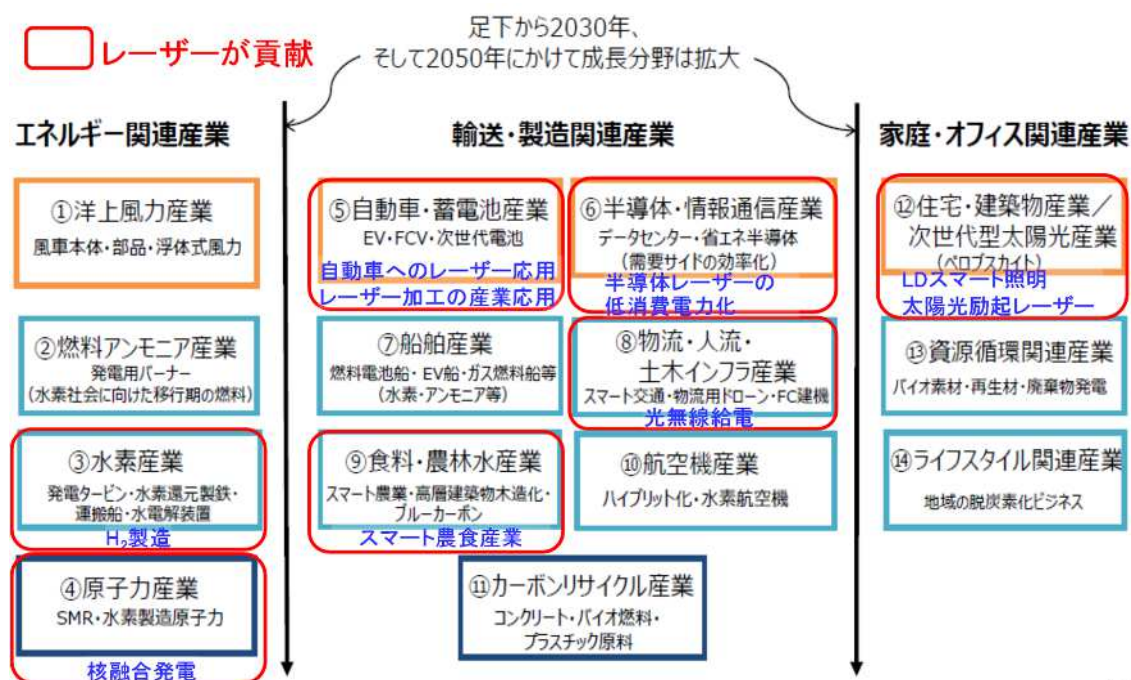 レーザーが貢献
足下から2030年、
そして2050年にかけて成長分野は拡大
エネルギー関連産業
①洋上風力産業
風車本体・部品・浮体式風力
②燃料アンモニア産業
発電用バーナー
(水素社会に向けた移行期の燃料)
③水素産業
発電タービン・水素還元製鉄・
運搬船・水電解装置
H₂製造
④原子力産業
SMR・水素製造原子力
核融合発電
輸送・製造関連産業
⑤自動車・蓄電池産業
EV・FCV・次世代電池
自動車へのレーザー応用
レーザー加工の産業応用
⑥半導体・情報通信産業
データセンター・省エネ半導体
(需要サイドの効率化)
半導体レーザーの
低消費電力化
⑦船舶産業
燃料電池船・EV船・ガス燃料船等
(水素・アンモニア等)
⑧物流・人流・
土木インフラ産業
スマート交通・物流用ドローン・FC建機
光無線給電
⑨食料・農林水産業
スマート農業・高層建築物木造化・
ブルーカーボン
スマート農食産業
⑩航空機産業
ハイブリット化・水素航空機
⑪カーボンリサイクル産業
コンクリート・バイオ燃料・
プラスチック原料
家庭・オフィス関連産業
⑫住宅・建築物産業／
次世代型太陽光産業
(ペロブスカイト)
LDスマート照明
太陽光励起レーザー
⑬資源循環関連産業
バイオ素材・再生材・廃棄物発電
⑭ライフスタイル関連産業
地域の脱炭素化ビジネス